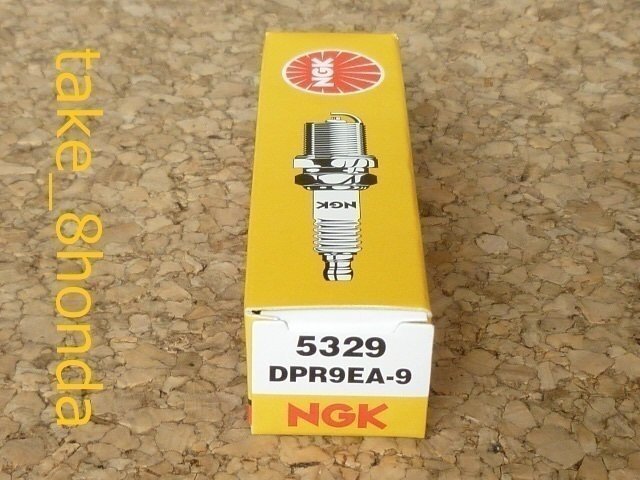 take_8honda
NGK
NGK
5329
DPR9EA-9
NGK